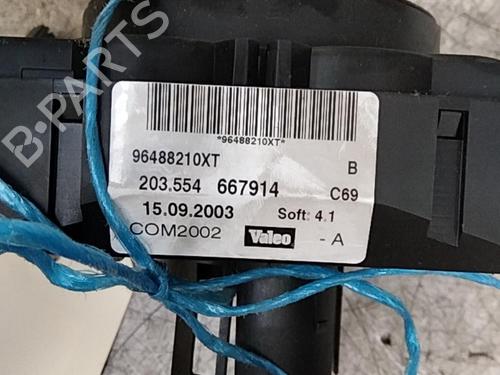 B-PARTS
*96488210XT*
96488210XT B
203.554 667914 C69
15.09.2003 Soft: 4.1
COM2002 Valeo - A